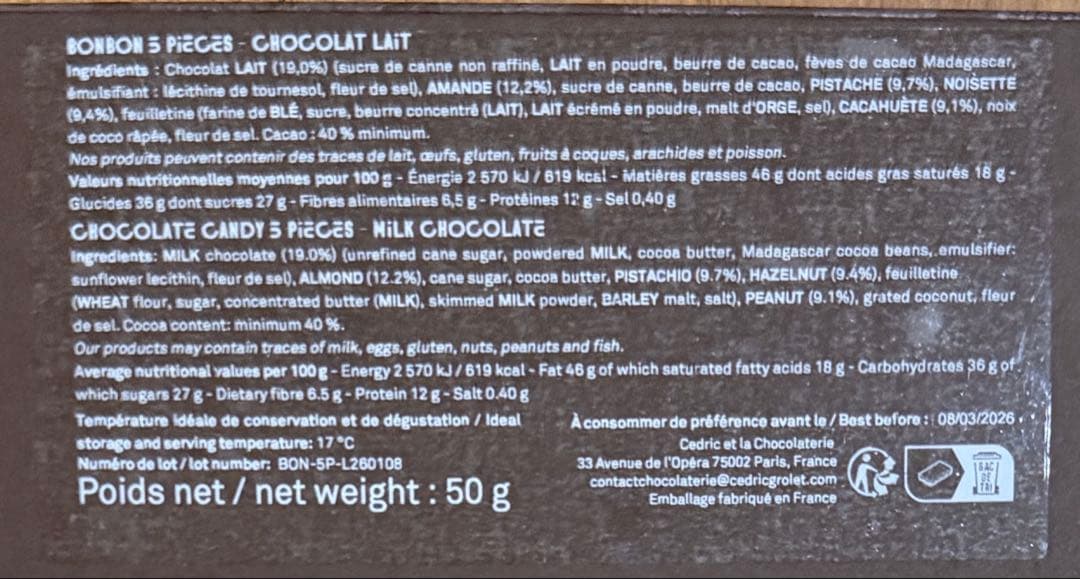 BONBON 5 PIÈCES - CHOCOLAT LAIT
Ingrédients : Chocolat LAIT (19,0%) (sucre de canne non raffiné, LAIT en poudre, beurre de cacao, fèves de cacao Madagascar,
émulsifiant : lécithine de tournesol, fleur de sel), AMANDE (12,2%), sucre de canne, beurre de cacao, PISTACHE (9,7%), NOISETTE
(9,4%), feuilletine (farine de BLÉ, sucre, beurre concentré (LAIT), LAIT écrémé en poudre, malt d'ORGE, sel), CACAHUÈTE (9,1%), noix
de coco râpée, fleur de sel. Cacao : 40 % minimum.
Nos produits peuvent contenir des traces de lait, œufs, gluten, fruits à coques, arachides et poisson.
Valeurs nutritionnelles moyennes pour 100 g - Énergie 2 570 kJ / 619 kcal - Matières grasses 46 g dont acides gras saturés 18 g -
Glucides 36 g dont sucres 27 g - Fibres alimentaires 6,5 g - Protéines 12 g - Sel 0,40 g
CHOCOLATE CANDY 5 PIECES - MILK CHOCOLATE
Ingredients: MILK chocolate (19.0%) (unrefined cane sugar, powdered MILK, cocoa butter, Madagascar cocoa beans, emulsifier:
sunflower lecithin, fleur de sel), ALMOND (12.2%), cane sugar, cocoa butter, PISTACHIO (9.7%), HAZELNUT (9.4%), feuilletine
(WHEAT flour, sugar, concentrated butter (MILK), skimmed MILK powder, BARLEY malt, salt), PEANUT (9.1%), grated coconut, fleur
de sel. Cocoa content: minimum 40 %.
Our products may contain traces of milk, eggs, gluten, nuts, peanuts and fish.
Average nutritional values per 100 g - Energy 2 570 kJ / 619 kcal - Fat 46 g of which saturated fatty acids 18 g - Carbohydrates 36 g of
which sugars 27 g - Dietary fibre 6.5 g - Protein 12 g - Salt 0.40 g
Température idéale de conservation et de dégustation / Ideal
storage and serving temperature: 17 °C
Numéro de lot / lot number: BON-5P-L260108
Poids net / net weight : 50 g
À consommer de préférence avant le / Best before : 08/03/2026
Cedric et la Chocolaterie
33 Avenue de l'Opéra 75002 Paris, France
contactchocolaterie@cedricgrolet.com
Emballage fabriqué en France
BAC
DE
TRI